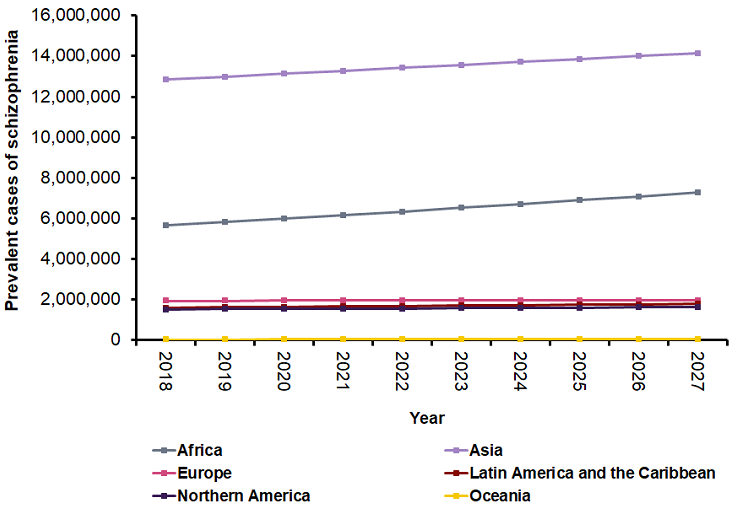 Prevalent cases of schizophrenia
16,000,000
14,000,000
12,000,000
10,000,000
8,000,000
6,000,000
4,000,000
2,000,000
0
2018
2019
2020
2021
2022
2023
2024
2025
2026
2027
Year
Africa
Asia
Europe
Latin America and the Caribbean
Northern America
Oceania